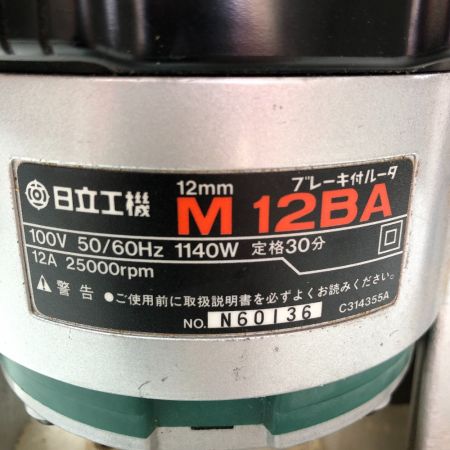 日立工機 12mm M 12BA ブレーキ付ルータ
100V 50/60Hz 1140W 定格30分
12A 25000rpm
警告 ●ご使用前に取扱説明書を必ずよくお読みください。
NO. N60136 C314355A